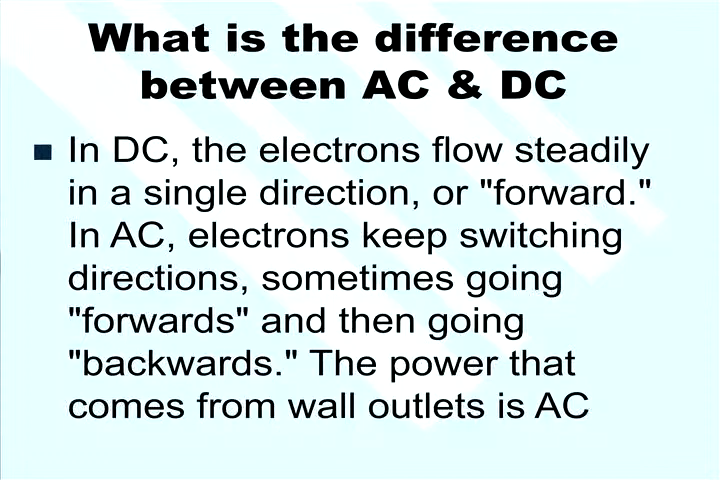 What is the difference
between AC & DC
In DC, the electrons flow steadily
in a single direction, or "forward."
In AC, electrons keep switching
directions, sometimes going
"forwards" and then going
"backwards." The power that
comes from wall outlets is AC